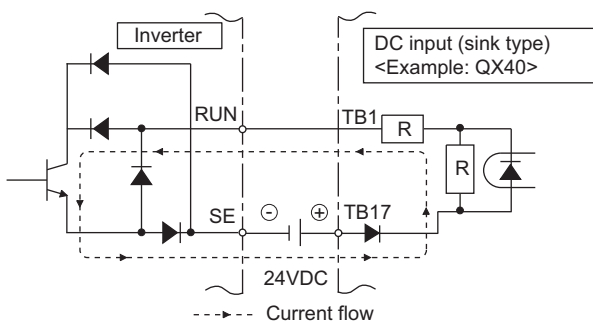 Inverter
DC input (sink type)
<Example: QX40>
RUN
TB1
R
R
SE
-
+
TB17
24VDC
Current flow